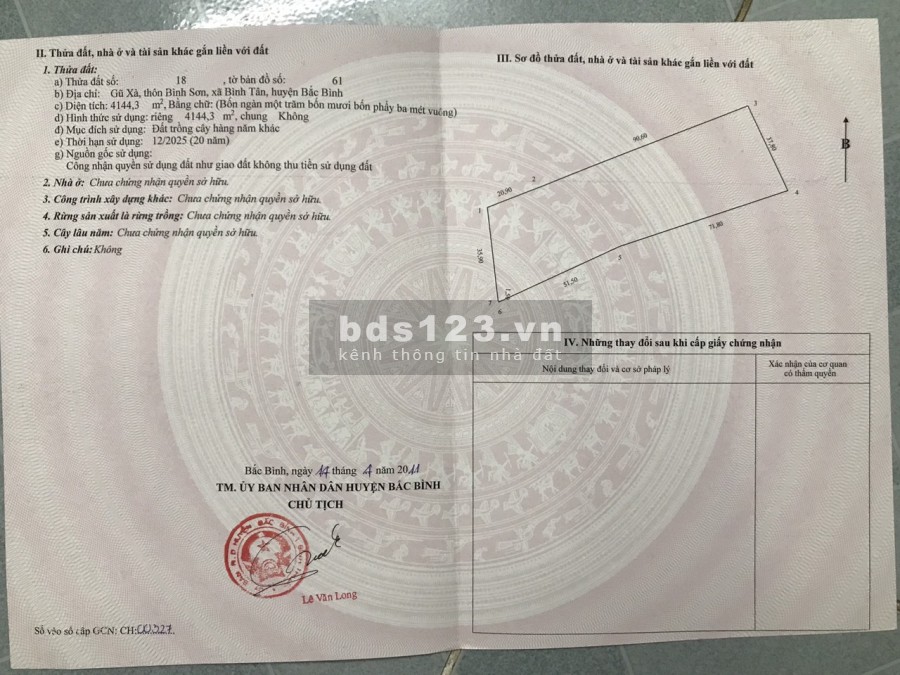 II. Thửa đất, nhà ở và tài sản khác gắn liền với đất
1. Thửa đất:
a) Thửa đất số: 18 , tờ bản đồ số: 61
b) Địa chỉ: Gũ Xà, thôn Bình Sơn, xã Bình Tân, huyện Bắc Bình
c) Diện tích: 4144,3 m², Bằng chữ: (Bốn ngàn một trăm bốn mươi bốn phẩy ba mét vuông)
d) Hình thức sử dụng: riêng 4144,3 m², chung Không
đ) Mục đích sử dụng: Đất trồng cây hàng năm khác
e) Thời hạn sử dụng: 12/2025 (20 năm)
g) Nguồn gốc sử dụng:
Công nhận quyền sử dụng đất như giao đất không thu tiền sử dụng đất
2. Nhà ở: Chưa chứng nhận quyền sở hữu.
3. Công trình xây dựng khác: Chưa chứng nhận quyền sở hữu.
4. Rừng sản xuất là rừng trồng: Chưa chứng nhận quyền sở hữu.
5. Cây lâu năm: Chưa chứng nhận quyền sở hữu.
6. Ghi chú: Không
Bắc Bình, ngày 14 tháng 4 năm 2011
TM. ỦY BAN NHÂN DÂN HUYỆN BẮC BÌNH
CHỦ TỊCH
Lê Văn Long
Số vào sổ cấp GCN: CH:00327.
III. Sơ đồ thửa đất, nhà ở và tài sản khác gắn liền với đất
3
90,60
37,80
B
2
20,90
4
1
71,80
35,00
5
51,50
7
6
bds123.vn
kênh thông tin nhà đất
IV. Những thay đổi sau khi cấp giấy chứng nhận
Nội dung thay đổi và cơ sở pháp lý
Xác nhận của cơ quan
có thẩm quyền